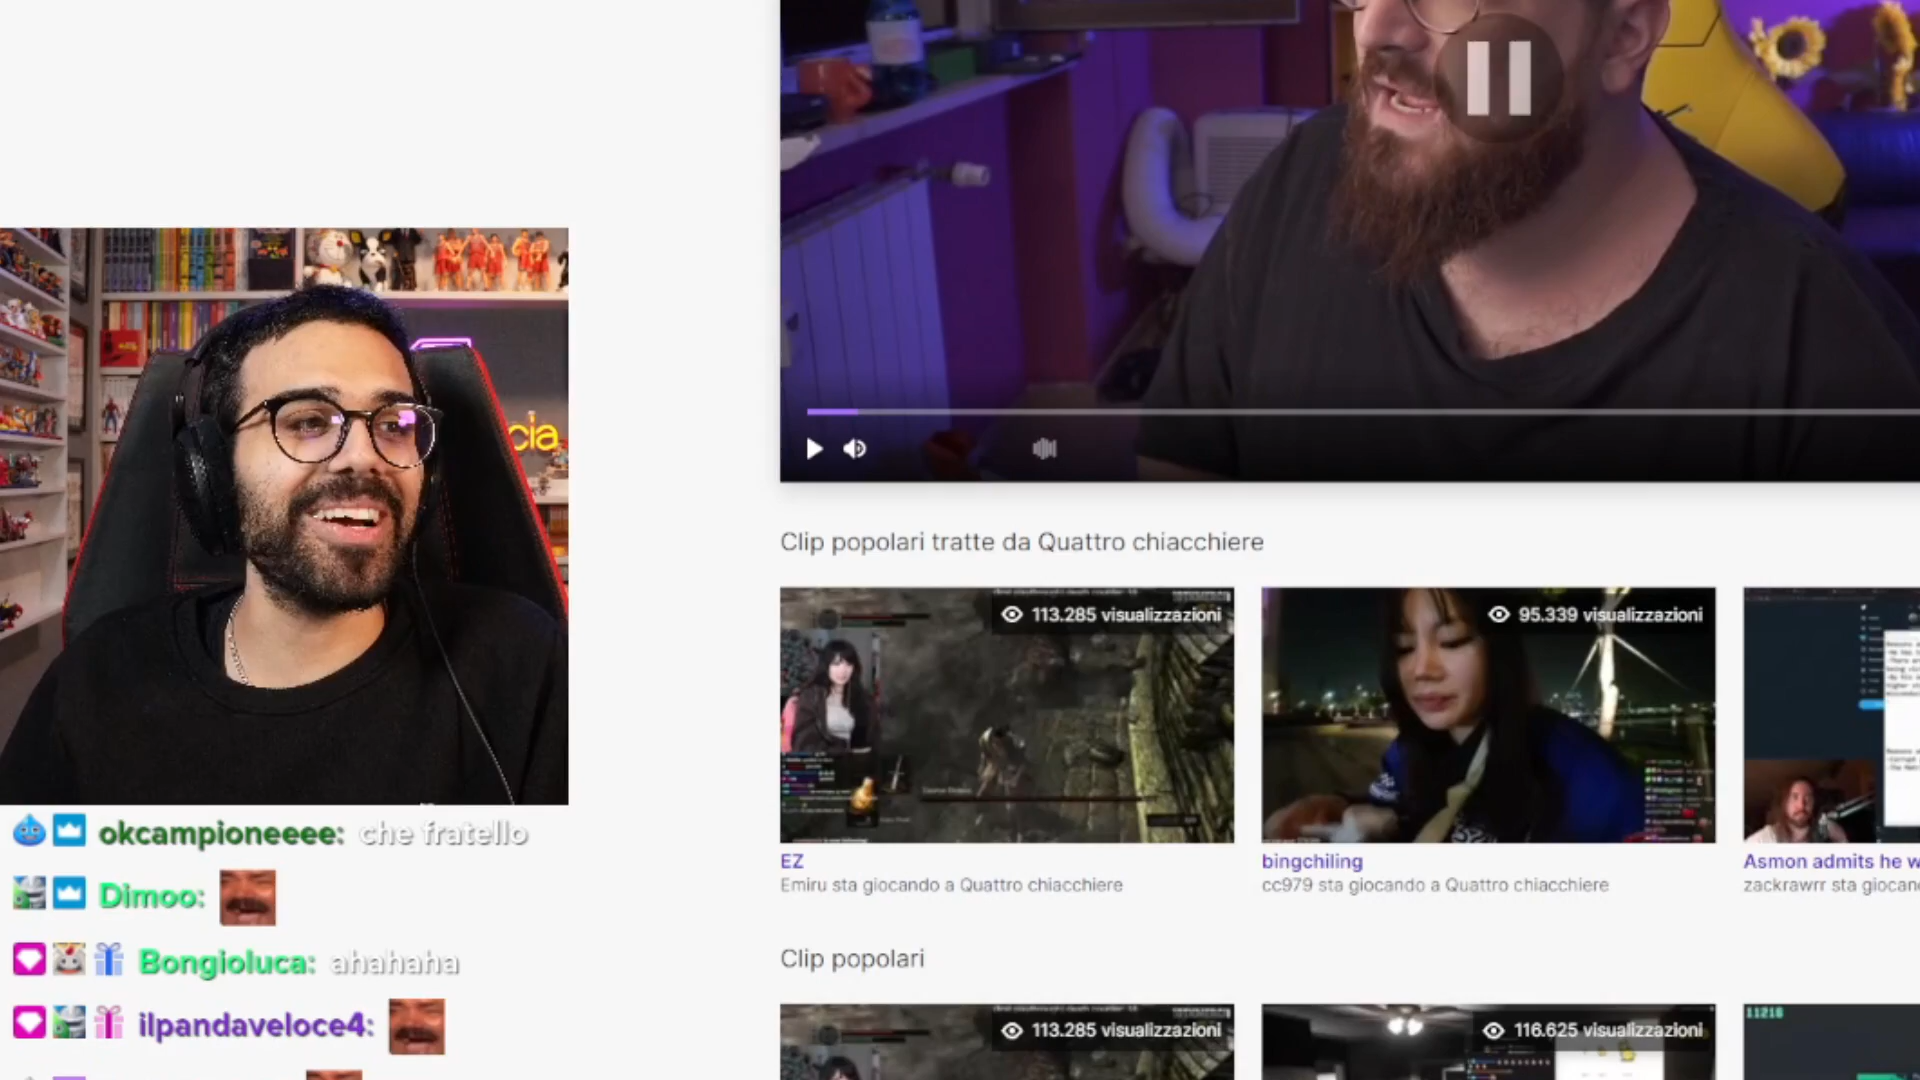 cia
okcampioneeee: che fratello
Dimoo:
Bongioluca: ahahaha
ilpandaveloce4:
Clip popolari tratte da Quattro chiacchiere
113.285 visualizzazioni
95.339 visualizzazioni
EZ
Emiru sta giocando a Quattro chiacchiere
bingchiling
cc979 sta giocando a Quattro chiacchiere
Asmon admits he w
zackrawrr sta giocan
Clip popolari
113.285 visualizzazioni
116.625 visualizzazioni
11216